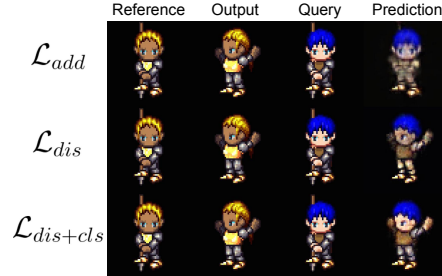 Reference Output Query Prediction
ℒ_add
ℒ_dis
ℒ_dis+cls